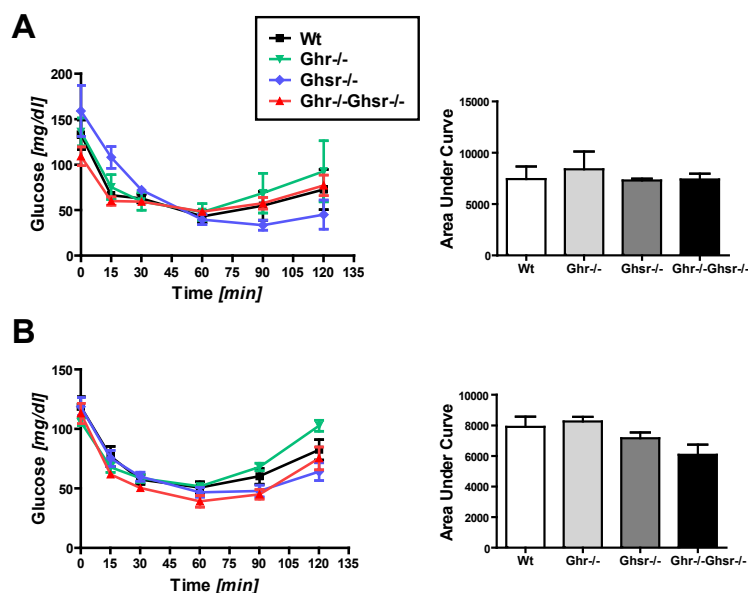 A
Wt
Ghr-/-
Ghsr-/-
Ghr-/-Ghsr-/-
Glucose [mg/dl]
200
150
100
50
0
0 15 30 45 60 75 90 105 120 135
Time [min]
Area Under Curve
15000
10000
5000
0
Wt Ghr-/- Ghsr-/- Ghr-/-Ghsr-/-
B
Glucose [mg/dl]
150
100
50
0
0 15 30 45 60 75 90 105 120 135
Time [min]
Area Under Curve
10000
8000
6000
4000
2000
0
Wt Ghr-/- Ghsr-/- Ghr-/-Ghsr-/-